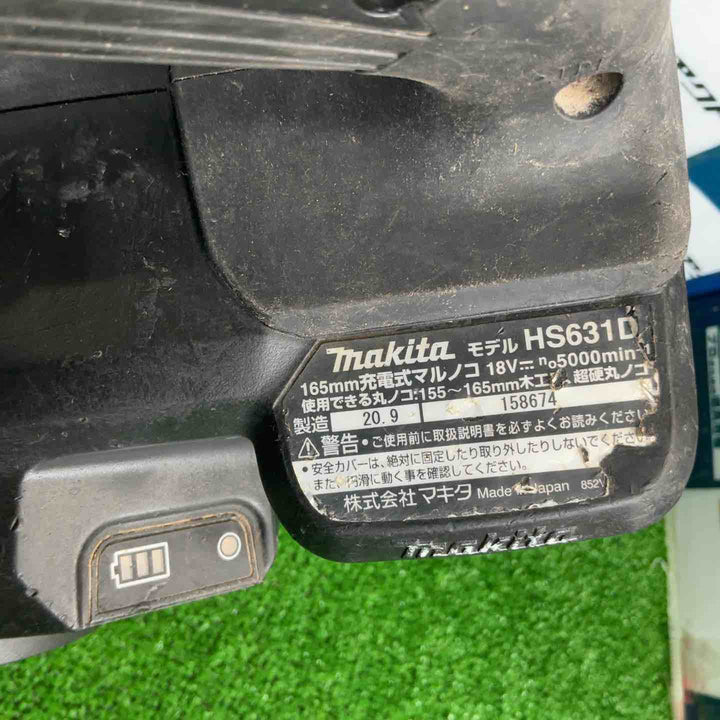 makita モデル HS631D
165mm充電式マルノコ 18V⎓ n₀5000min⁻¹
使用できる丸ノコ:155～165mm木工 超硬丸ノコ
製造 20.9 158674
⚠警告・ご使用前に取扱説明書を必ずよくお読みください
・安全カバーは、絶対に固定したり取り外したりしないでください
また、円滑に動く事を確認してください。
株式会社マキタ Made in Japan 852
makita